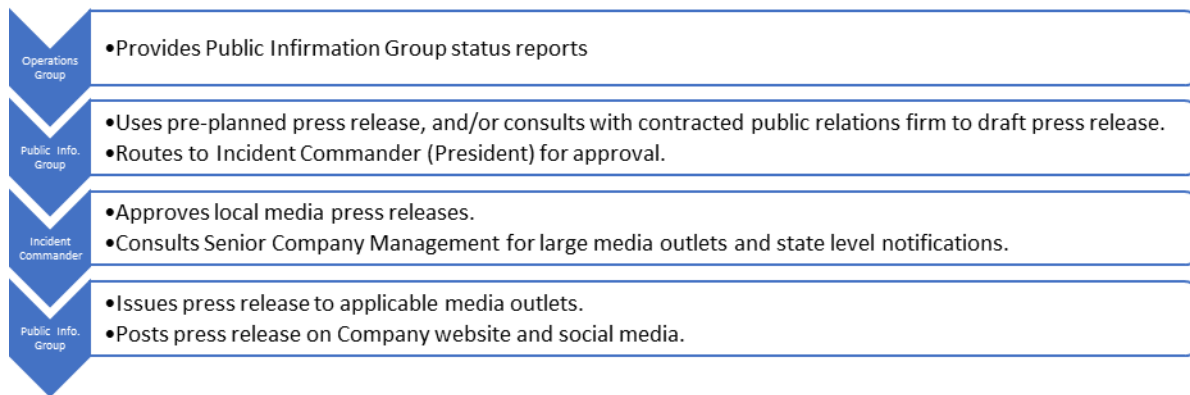 Operations
Group
•Provides Public Infirmation Group status reports
Public Info.
Group
•Uses pre-planned press release, and/or consults with contracted public relations firm to draft press release.
•Routes to Incident Commander (President) for approval.
Incident
Commander
•Approves local media press releases.
•Consults Senior Company Management for large media outlets and state level notifications.
Public Info.
Group
•Issues press release to applicable media outlets.
•Posts press release on Company website and social media.